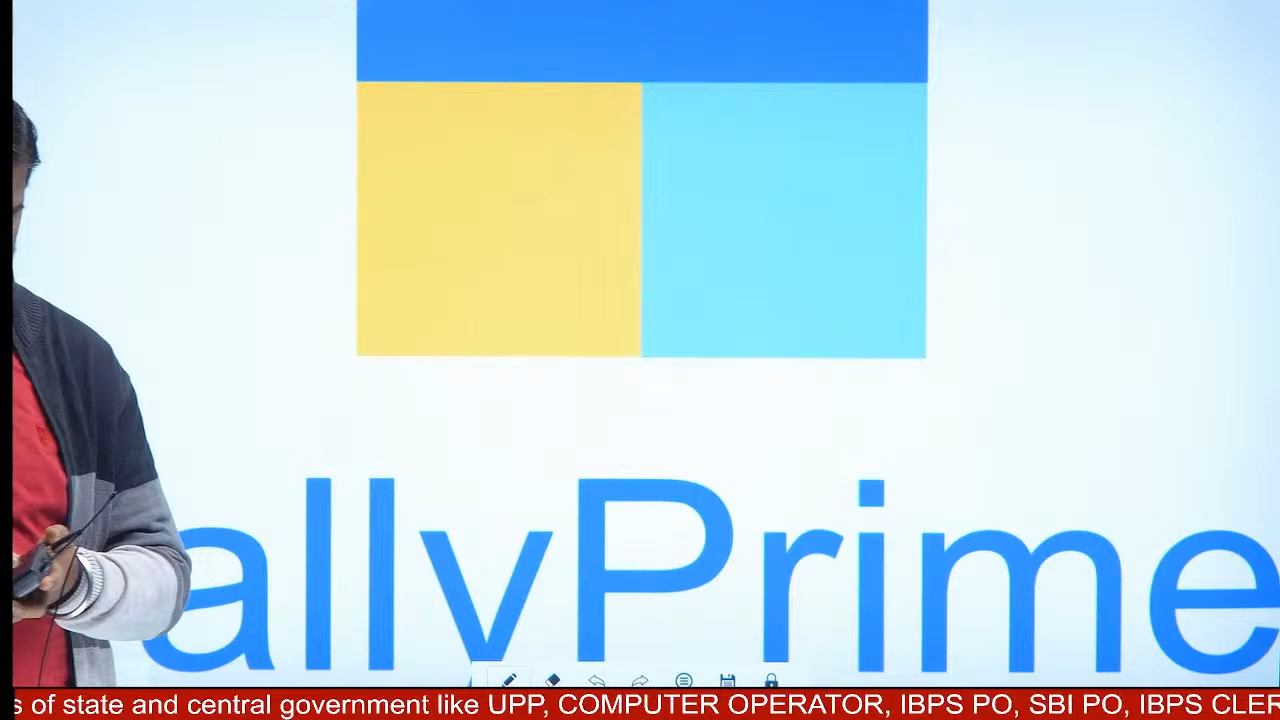 allyPrime
s of state and central government like UPP, COMPUTER OPERATOR, IBPS PO, SBI PO, IBPS CLER